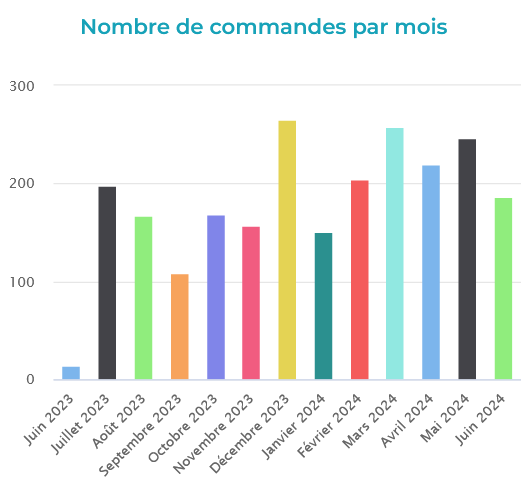 Nombre de commandes par mois
300
200
100
0
Juin 2023
Juillet 2023
Août 2023
Septembre 2023
Octobre 2023
Novembre 2023
Décembre 2023
Janvier 2024
Février 2024
Mars 2024
Avril 2024
Mai 2024
Juin 2024